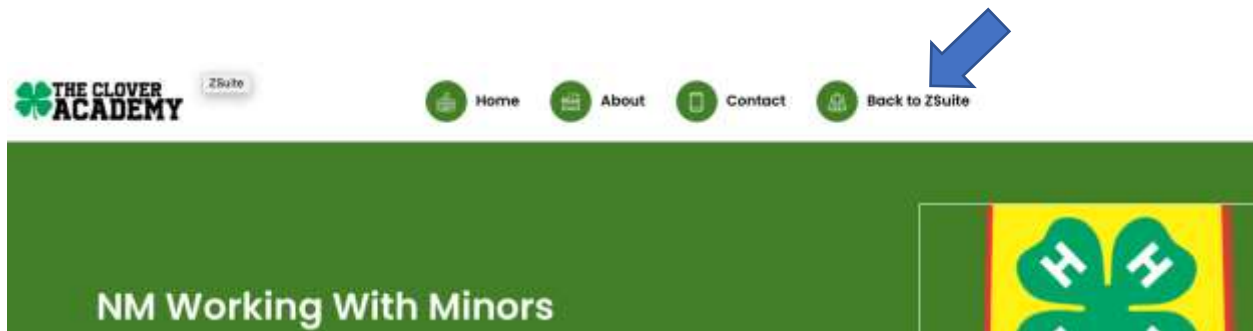 THE CLOVER
ACADEMY
ZSuite
Home
About
Contact
Back to ZSuite
NM Working With Minors
H H